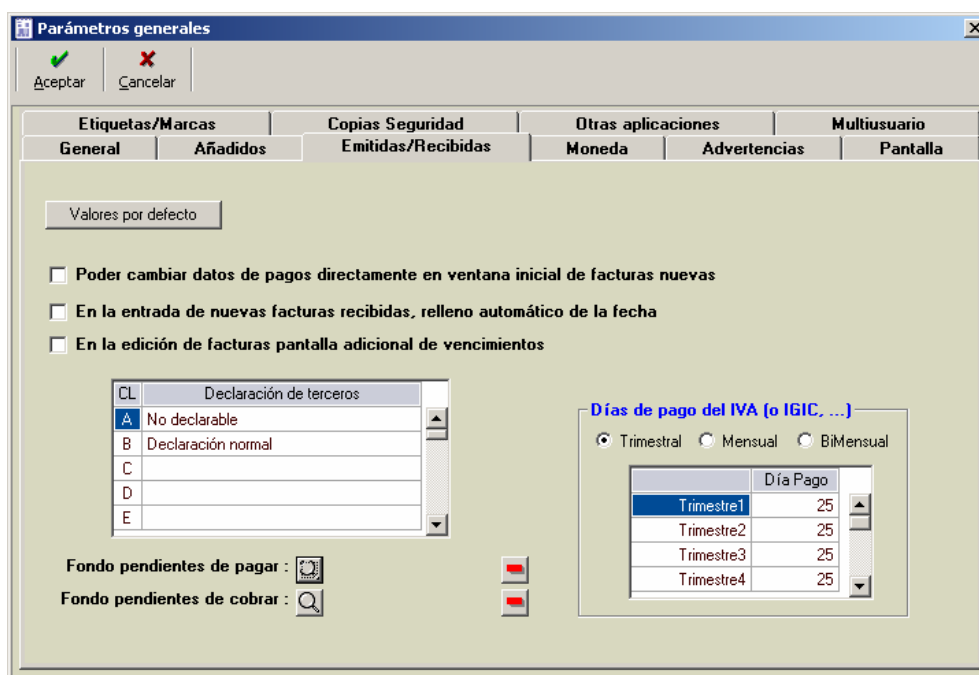 Parámetros generales
Aceptar Cancelar
Etiquetas/Marcas Copias Seguridad Otras aplicaciones Multiusuario
General Añadidos Emitidas/Recibidas Moneda Advertencias Pantalla
Valores por defecto
Poder cambiar datos de pagos directamente en ventana inicial de facturas nuevas
En la entrada de nuevas facturas recibidas, relleno automático de la fecha
En la edición de facturas pantalla adicional de vencimientos
CL Declaración de terceros
A No declarable
B Declaración normal
C
D
E
Días de pago del IVA (o IGIC, ...)
Trimestral Mensual BiMensual
Día Pago
Trimestre1 25
Trimestre2 25
Trimestre3 25
Trimestre4 25
Fondo pendientes de pagar :
Fondo pendientes de cobrar :